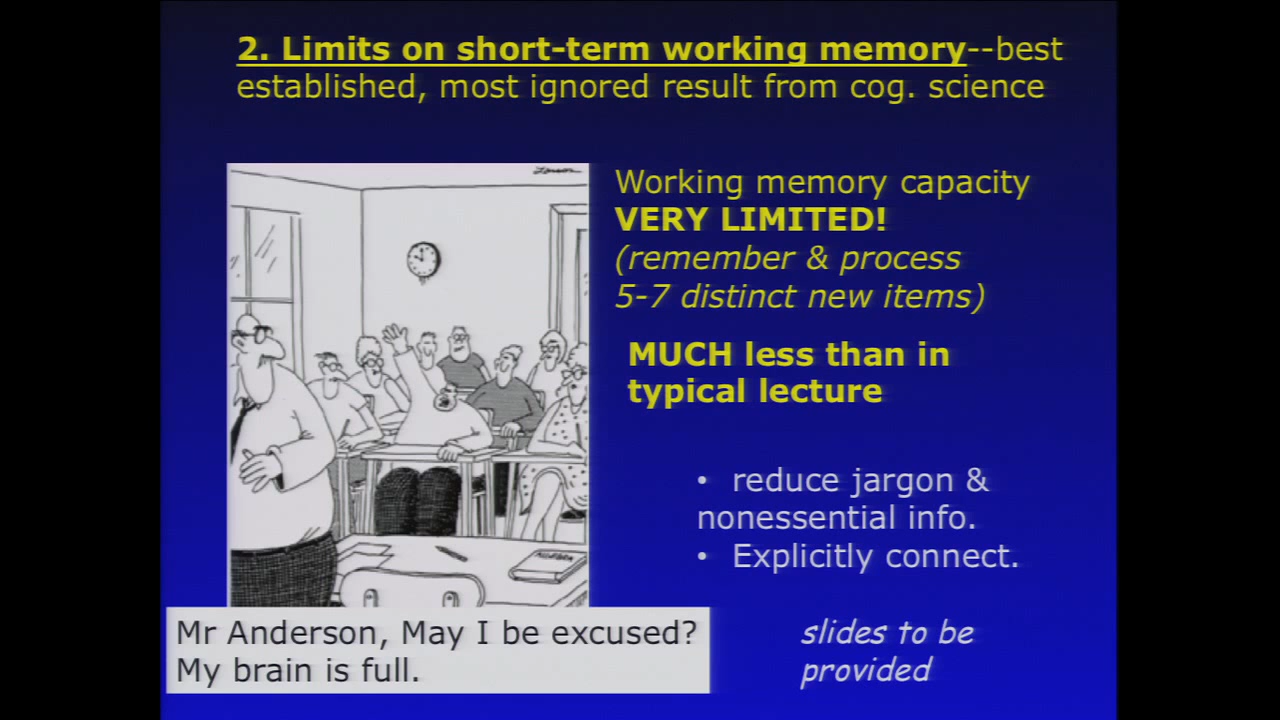 2. Limits on short-term working memory--best
established, most ignored result from cog. science
Larson
Working memory capacity
VERY LIMITED!
(remember & process
5-7 distinct new items)
MUCH less than in
typical lecture
• reduce jargon &
nonessential info.
• Explicitly connect.
ALGEBRA
Mr Anderson, May I be excused?
My brain is full.
slides to be
provided